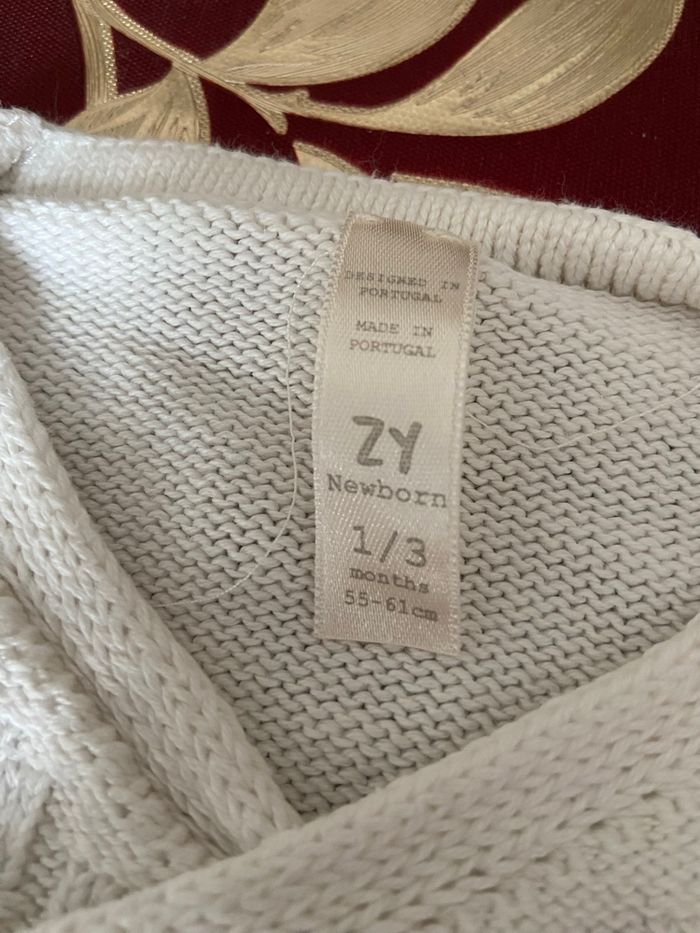 DESIGNED IN
PORTUGAL
MADE IN
PORTUGAL
ZY
Newborn
1/3
months
55-61cm